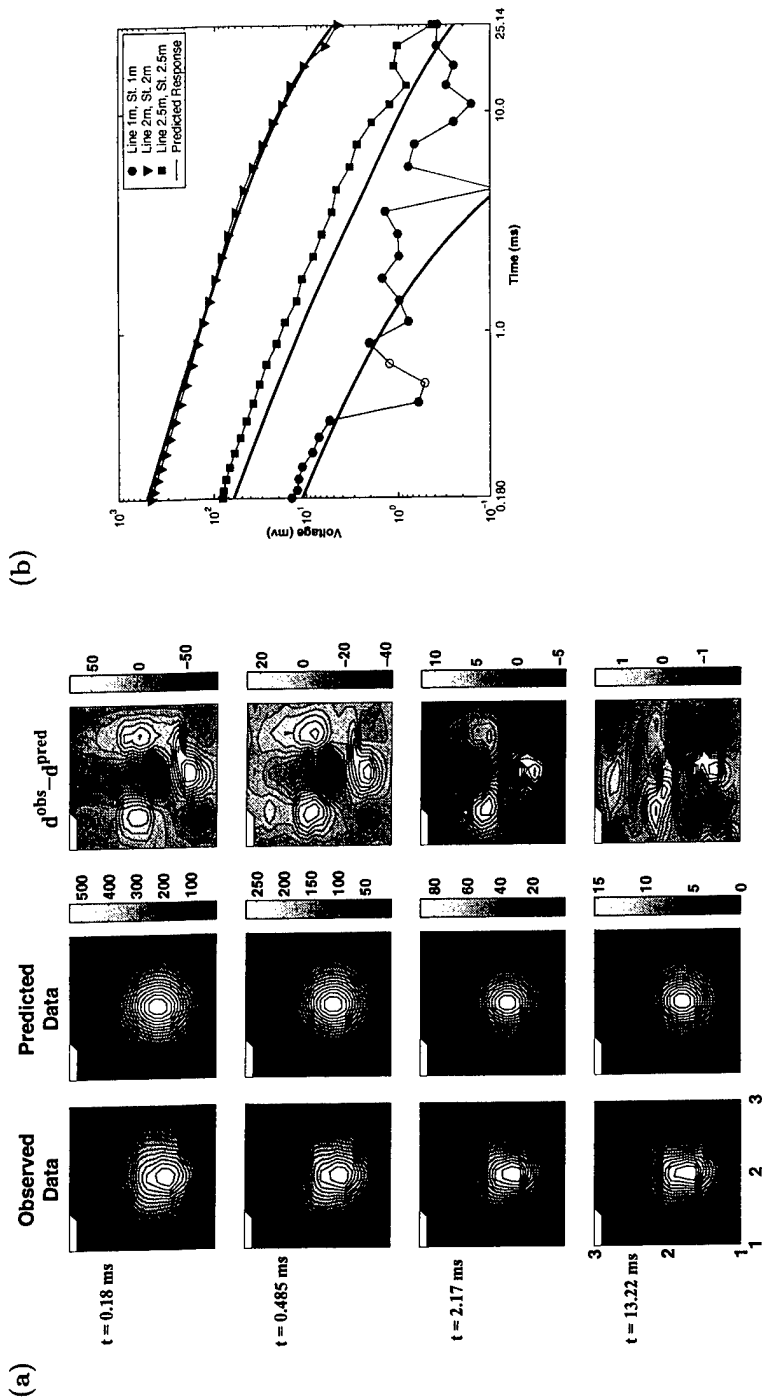 (a)
Observed
Data
Predicted
Data
d^obs–d^pred
t = 0.18 ms
500
400
300
200
100
50
0
−50
t = 0.485 ms
250
200
150
100
50
20
0
−20
−40
t = 2.17 ms
80
60
40
20
10
5
0
−5
t = 13.22 ms
3
2
1
1
2
3
15
10
5
0
1
0
−1
(b)
Line 1m, St. 1m
Line 2m, St. 2m
Line 2.5m, St. 2.5m
Predicted Response
Voltage (mv)
10^3
10^2
10^1
10^0
10^-1
0.180
1.0
10.0
25.14
Time (ms)